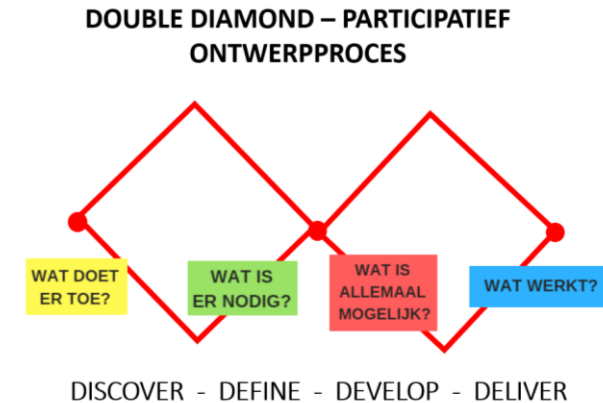 DOUBLE DIAMOND – PARTICIPATIEF
ONTWERPPROCES
WAT DOET
ER TOE?
WAT IS
ER NODIG?
WAT IS
ALLEMAAL
MOGELIJK?
WAT WERKT?
DISCOVER - DEFINE - DEVELOP - DELIVER